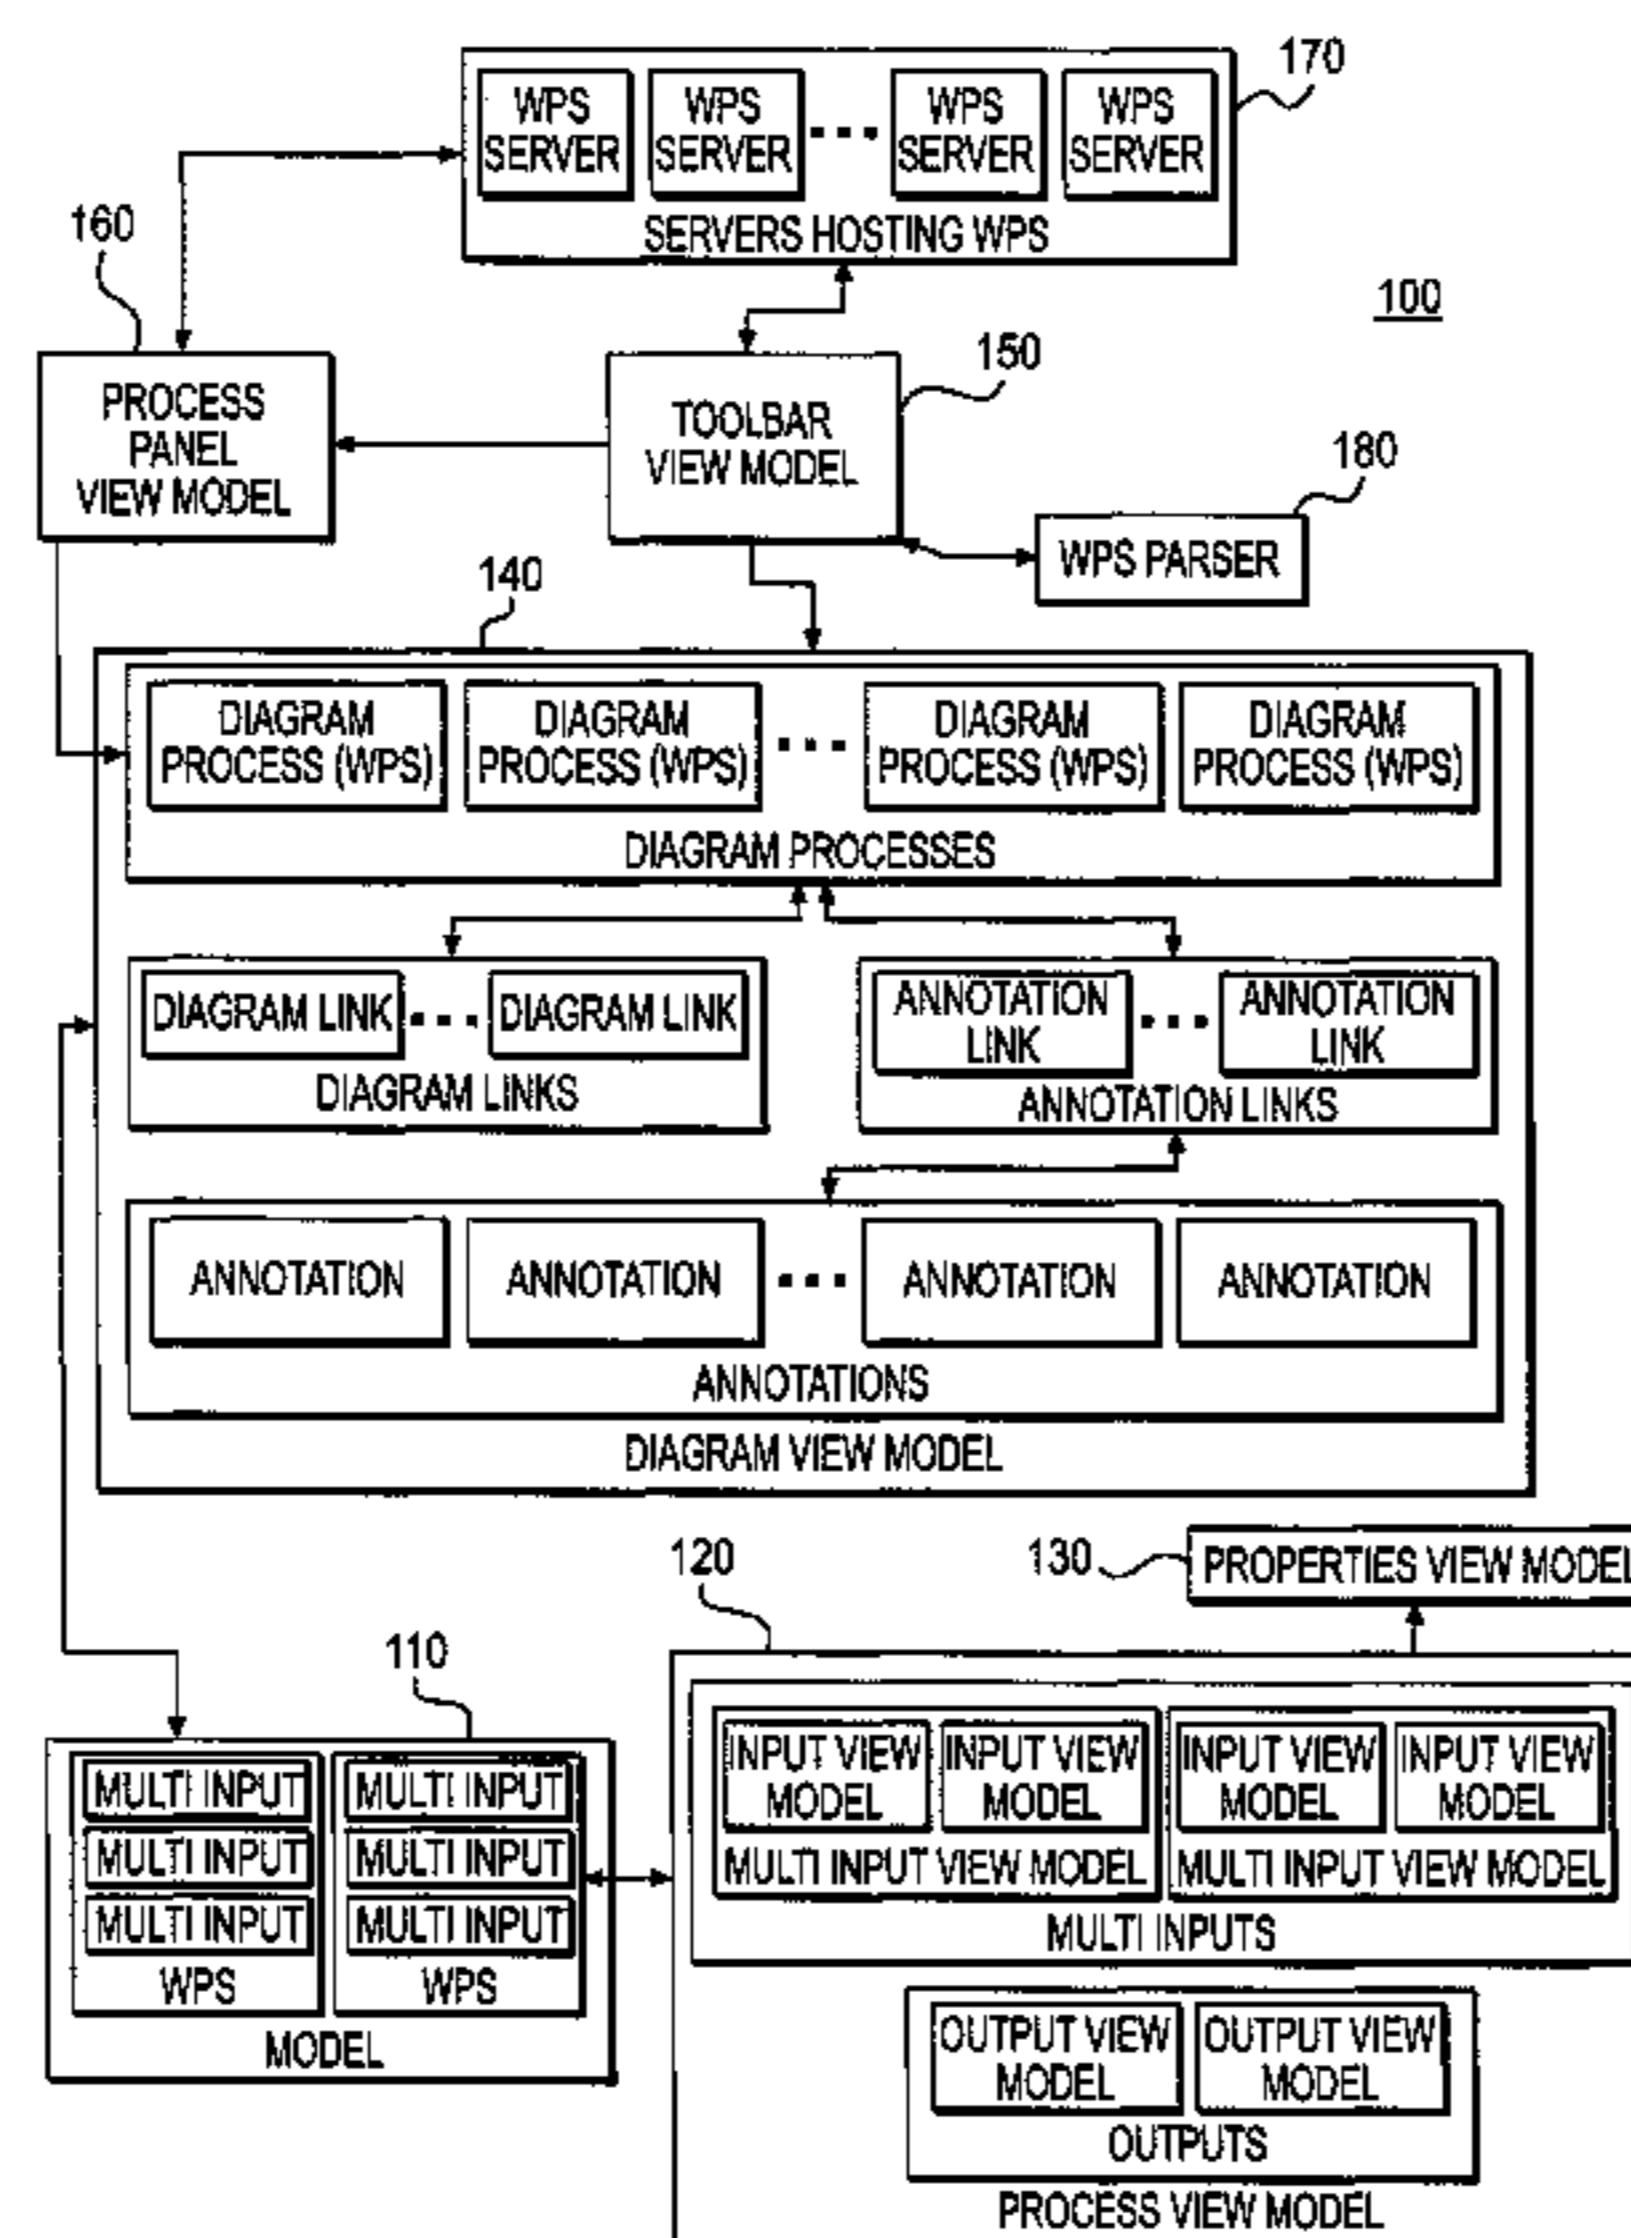 170
WPS SERVER
WPS SERVER
WPS SERVER
WPS SERVER
SERVERS HOSTING WPS
160
100
PROCESS PANEL VIEW MODEL
150
TOOLBAR VIEW MODEL
180
WPS PARSER
140
DIAGRAM PROCESS (WPS)
DIAGRAM PROCESS (WPS)
DIAGRAM PROCESS (WPS)
DIAGRAM PROCESS (WPS)
DIAGRAM PROCESSES
DIAGRAM LINK
DIAGRAM LINK
DIAGRAM LINKS
ANNOTATION LINK
ANNOTATION LINK
ANNOTATION LINKS
ANNOTATION
ANNOTATION
ANNOTATION
ANNOTATION
ANNOTATIONS
DIAGRAM VIEW MODEL
120
130
PROPERTIES VIEW MODEL
110
MULTI INPUT
MULTI INPUT
MULTI INPUT
WPS
MULTI INPUT
MULTI INPUT
MULTI INPUT
WPS
MODEL
INPUT VIEW MODEL
INPUT VIEW MODEL
MULTI INPUT VIEW MODEL
INPUT VIEW MODEL
INPUT VIEW MODEL
MULTI INPUT VIEW MODEL
MULTI INPUTS
OUTPUT VIEW MODEL
OUTPUT VIEW MODEL
OUTPUTS
PROCESS VIEW MODEL